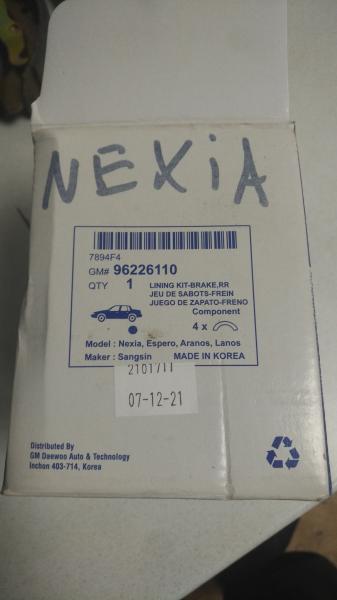 NEXiA
7894F4
GM# 96226110
QTY 1 LINING KIT-BRAKE,RR
JEU DE SABOTS-FREIN
JUEGO DE ZAPATO-FRENO
Component
4 x
Model : Nexia, Espero, Aranos, Lanos
Maker : Sangsin MADE IN KOREA
2101711
07-12-21
Distributed By
GM Daewoo Auto & Technology
Inchon 403-714, Korea